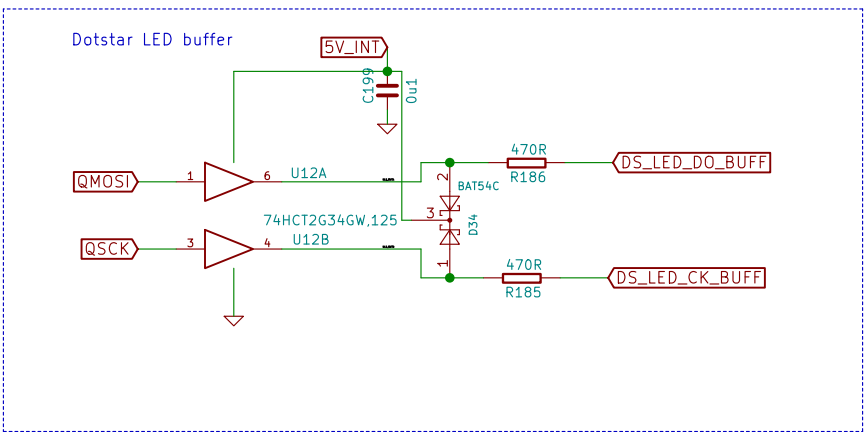 Dotstar LED buffer
5V_INT
C199
0u1
QMOSI
1
6
U12A
2
BAT54C
470R
R186
DS_LED_DO_BUFF
74HCT2G34GW,125
3
D34
QSCK
3
4
U12B
1
470R
R185
DS_LED_CK_BUFF